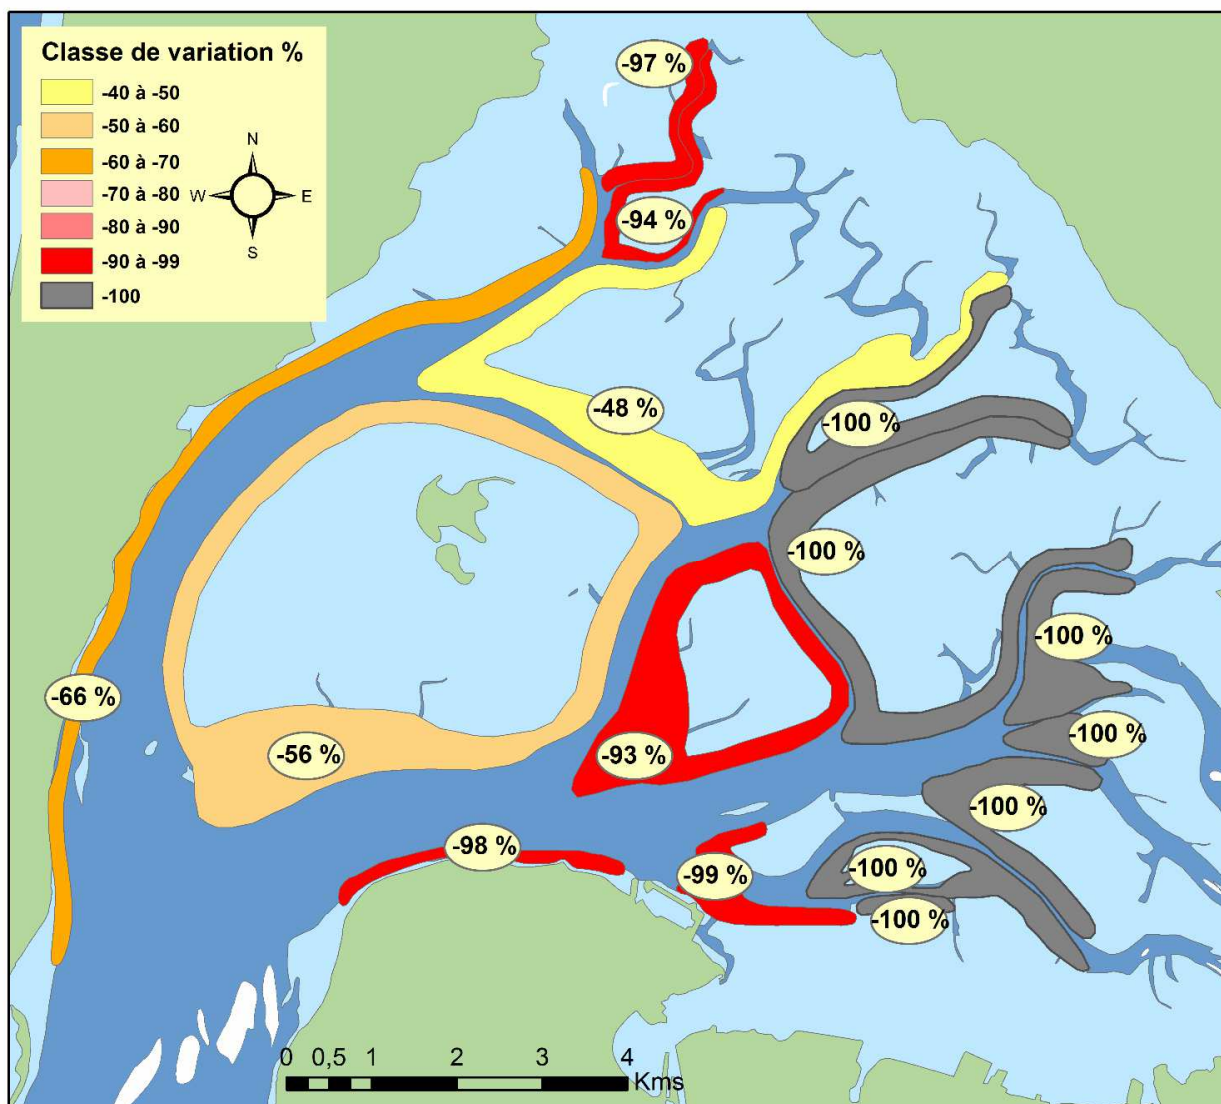 Classe de variation %
-40 à -50
-50 à -60
-60 à -70
-70 à -80
-80 à -90
-90 à -99
-100
N
W E
S
-97 %
-94 %
-48 %
-100 %
-100 %
-100 %
-66 %
-56 %
-93 %
-100 %
-100 %
-98 %
-99 %
-100 %
-100 %
0 0,5 1 2 3 4
Kms